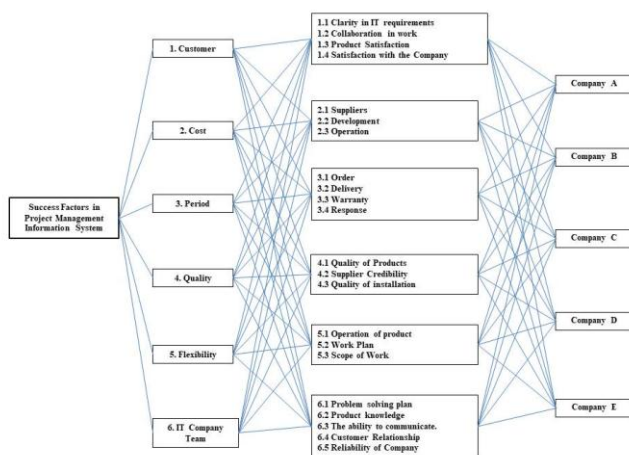 Success Factors in
Project Management
Information System
1. Customer
2. Cost
3. Period
4. Quality
5. Flexibility
6. IT Company
Team
1.1 Clarity in IT requirements
1.2 Collaboration in work
1.3 Product Satisfaction
1.4 Satisfaction with the Company
2.1 Suppliers
2.2 Development
2.3 Operation
3.1 Order
3.2 Delivery
3.3 Warranty
3.4 Response
4.1 Quality of Products
4.2 Supplier Credibility
4.3 Quality of installation
5.1 Operation of product
5.2 Work Plan
5.3 Scope of Work
6.1 Problem solving plan
6.2 Product knowledge
6.3 The ability to communicate.
6.4 Customer Relationship
6.5 Reliability of Company
Company A
Company B
Company C
Company D
Company E